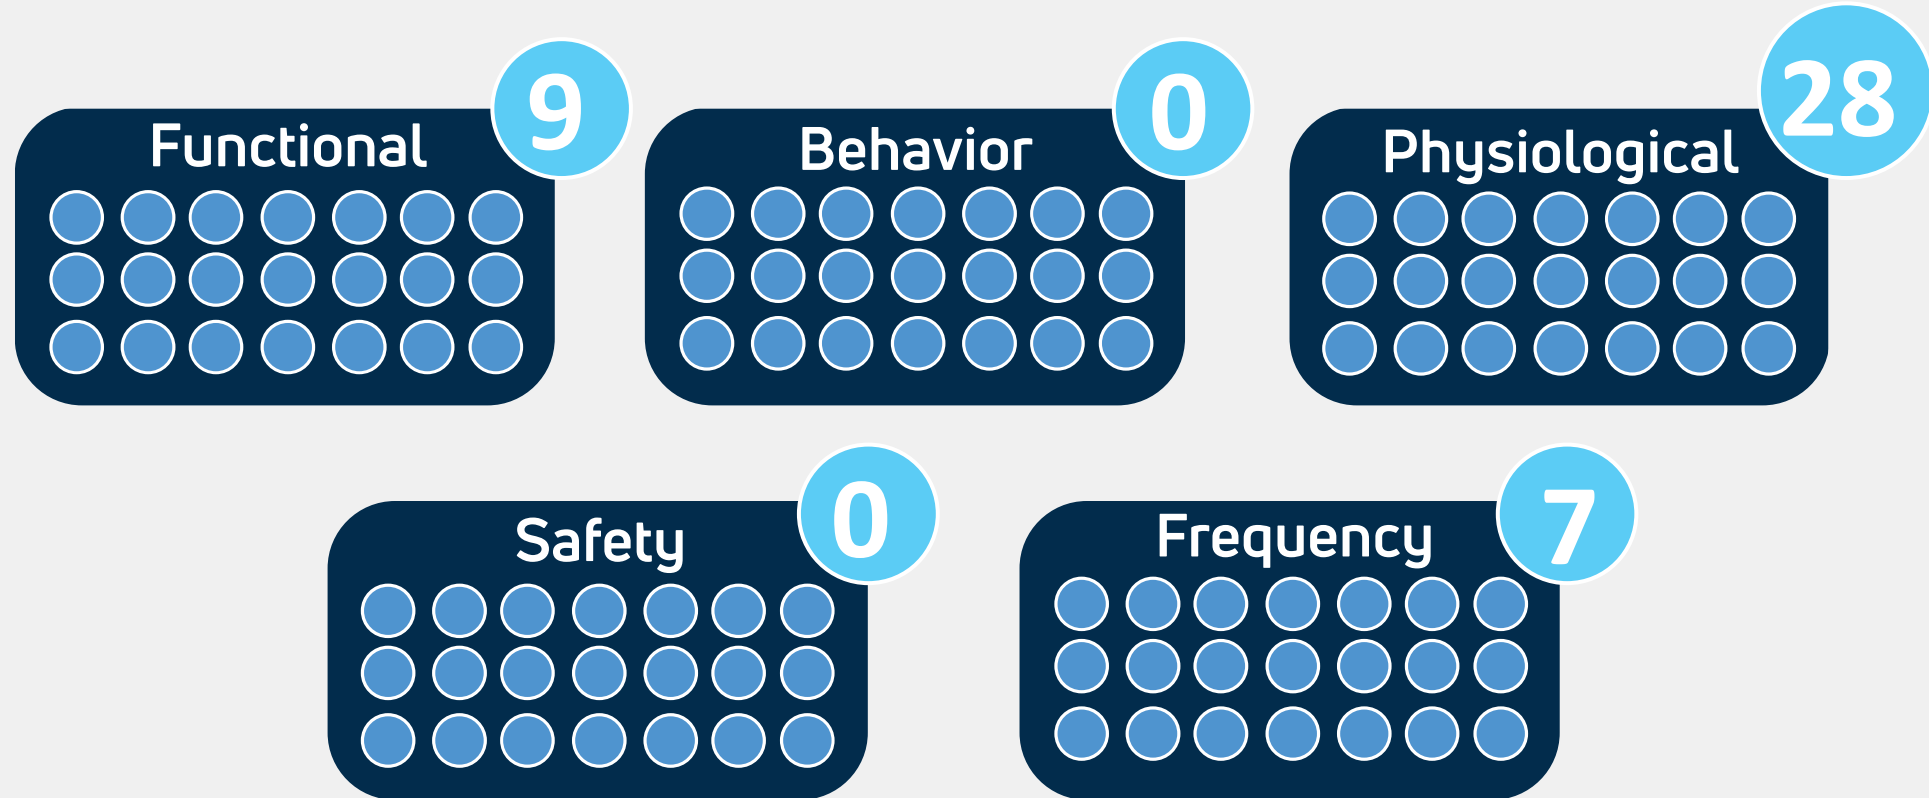 Functional
9
Behavior
0
Physiological
28
Safety
0
Frequency
7